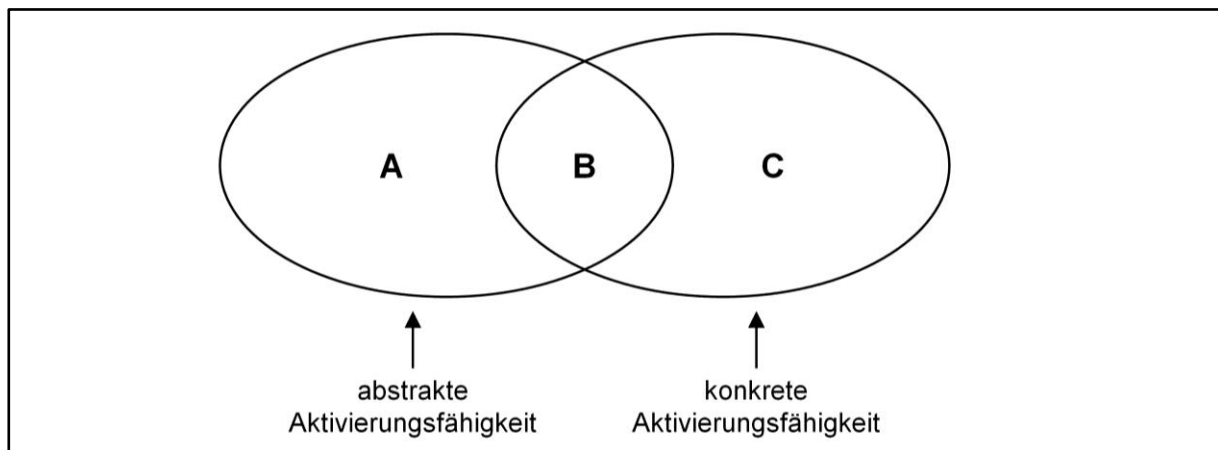 A B C
abstrakte
Aktivierungsfähigkeit
konkrete
Aktivierungsfähigkeit